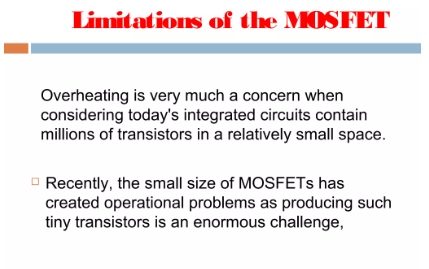 Limitations of the MOSFET
Overheating is very much a concern when
considering today's integrated circuits contain
millions of transistors in a relatively small space.
Recently, the small size of MOSFETs has
created operational problems as producing such
tiny transistors is an enormous challenge,